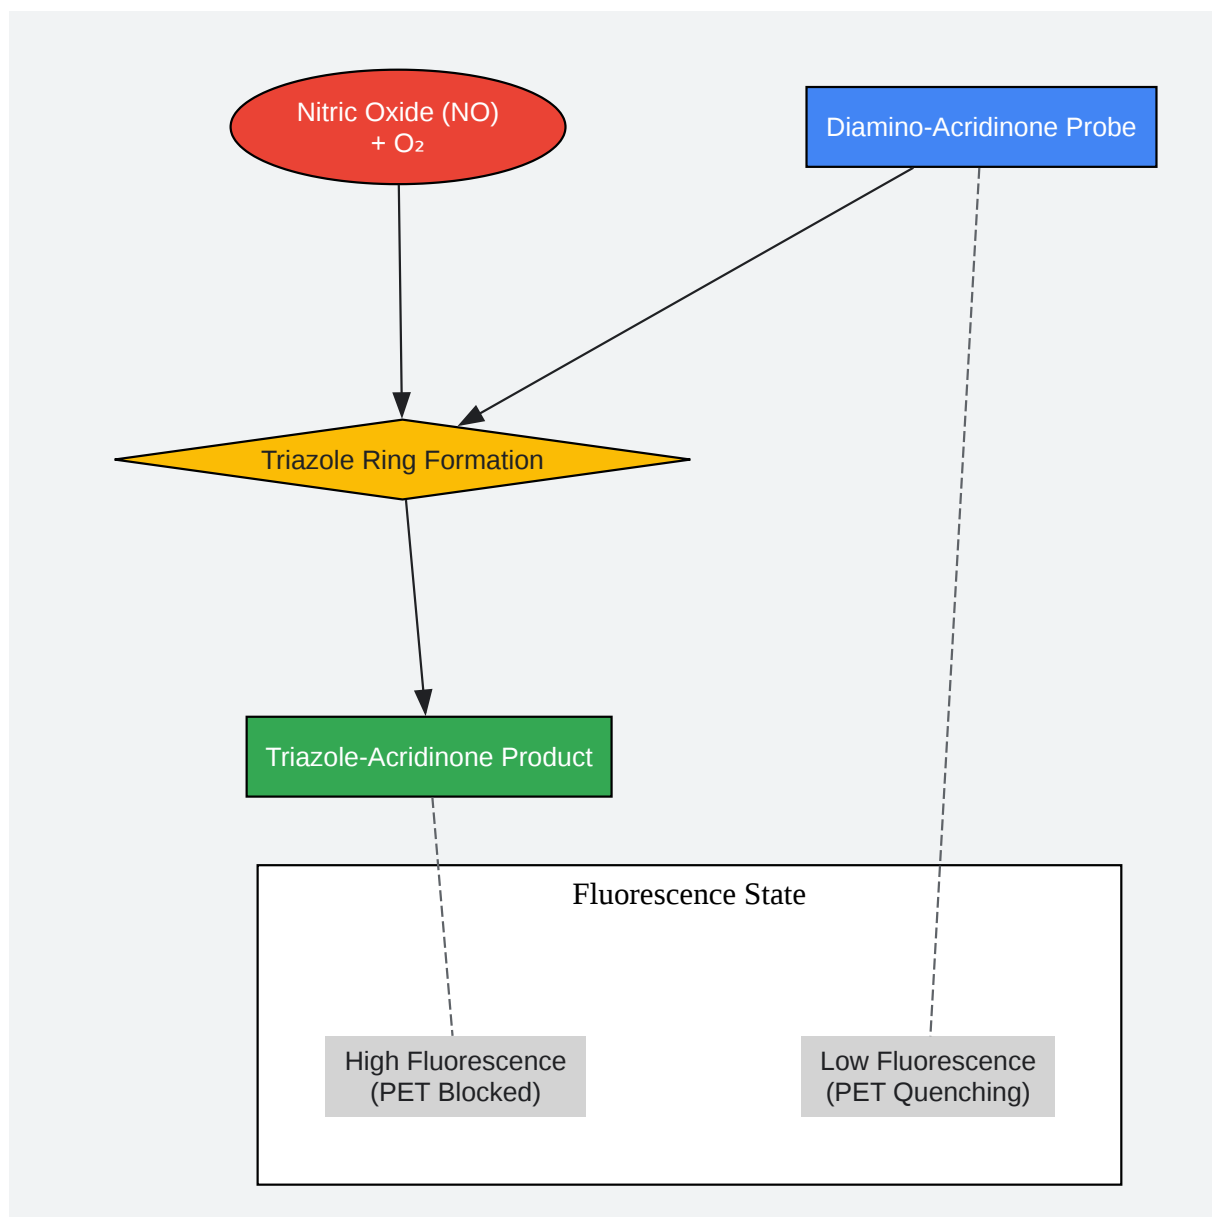 Nitric Oxide (NO)
+ O₂
Diamino-Acridinone Probe
Triazole Ring Formation
Triazole-Acridinone Product
Fluorescence State
High Fluorescence
(PET Blocked)
Low Fluorescence
(PET Quenching)